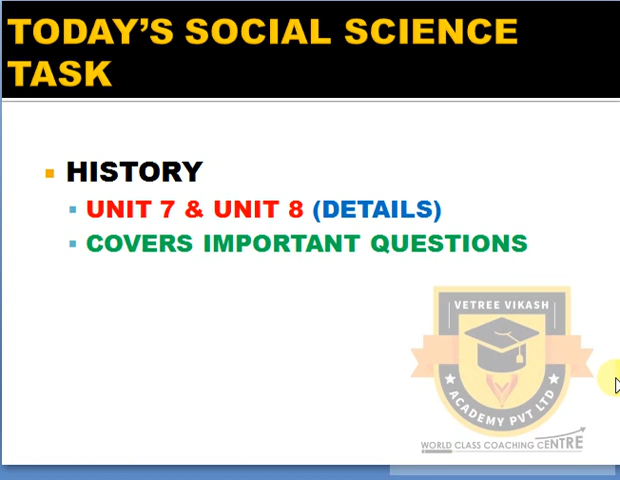 TODAY'S SOCIAL SCIENCE
TASK
HISTORY
UNIT 7 & UNIT 8 (DETAILS)
COVERS IMPORTANT QUESTIONS
VETREE VIKASH
ACADEMY PVT LTD
WORLD CLASS COACHING CENTRE